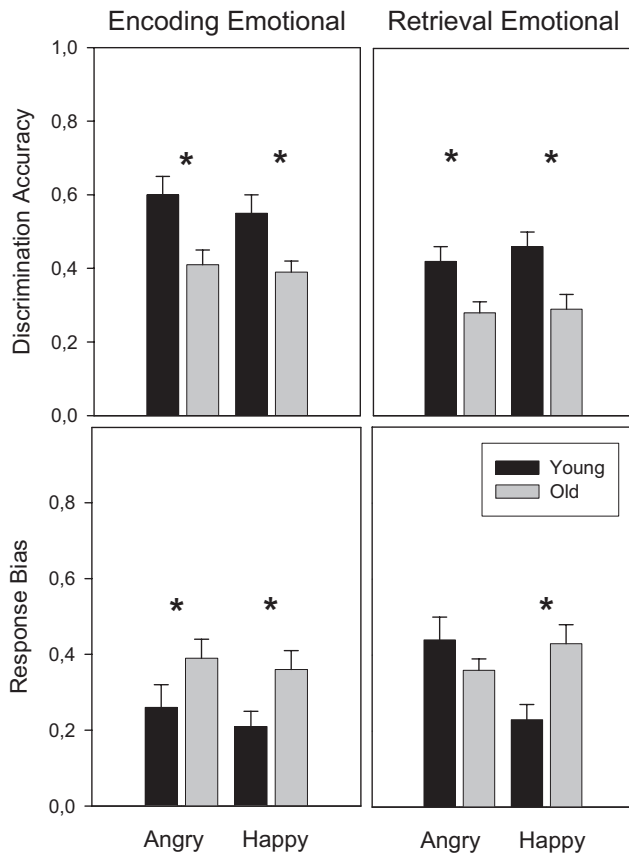 Encoding Emotional
Retrieval Emotional
Discrimination Accuracy
1,0
0,8
0,6
0,4
0,2
0,0
*
*
*
*
Response Bias
0,8
0,6
0,4
0,2
0,0
*
*
*
Young
Old
Angry
Happy
Angry
Happy